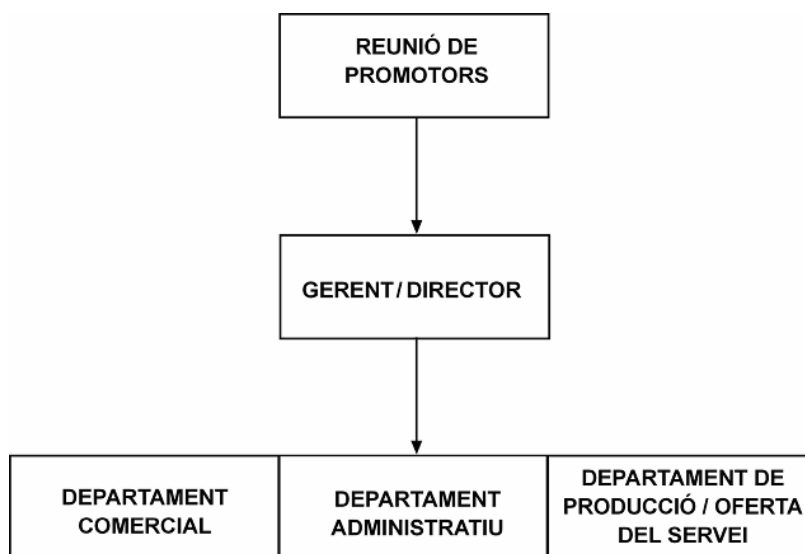 REUNIÓ DE
PROMOTORS
GERENT / DIRECTOR
DEPARTAMENT
COMERCIAL
DEPARTAMENT
ADMINISTRATIU
DEPARTAMENT DE
PRODUCCIÓ / OFERTA
DEL SERVEI